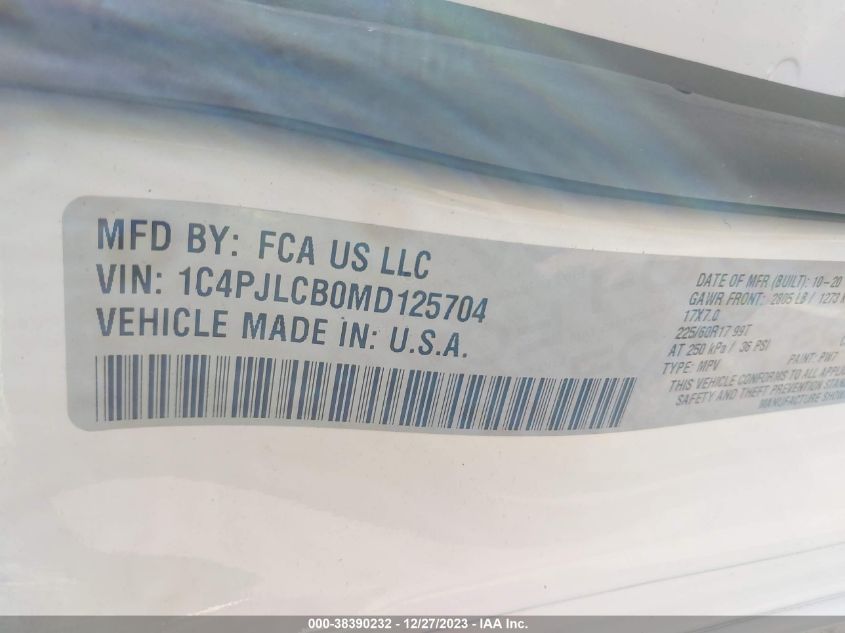 MFD BY: FCA US LLC
VIN: 1C4PJLCB0MD125704
VEHICLE MADE IN: U.S.A.
DATE OF MFR (BUILT): 10-20
GAWR FRONT: 2805 LB / 1273 K
17X7.0
225/60R17 99T
AT 250 kPa / 36 PSI
TYPE: MPV PAINT: PW7
THIS VEHICLE CONFORMS TO ALL APPLI
SAFETY AND THEFT PREVENTION STAND
MANUFACTURE SHOW
000-38390232 - 12/27/2023 - IAA Inc.